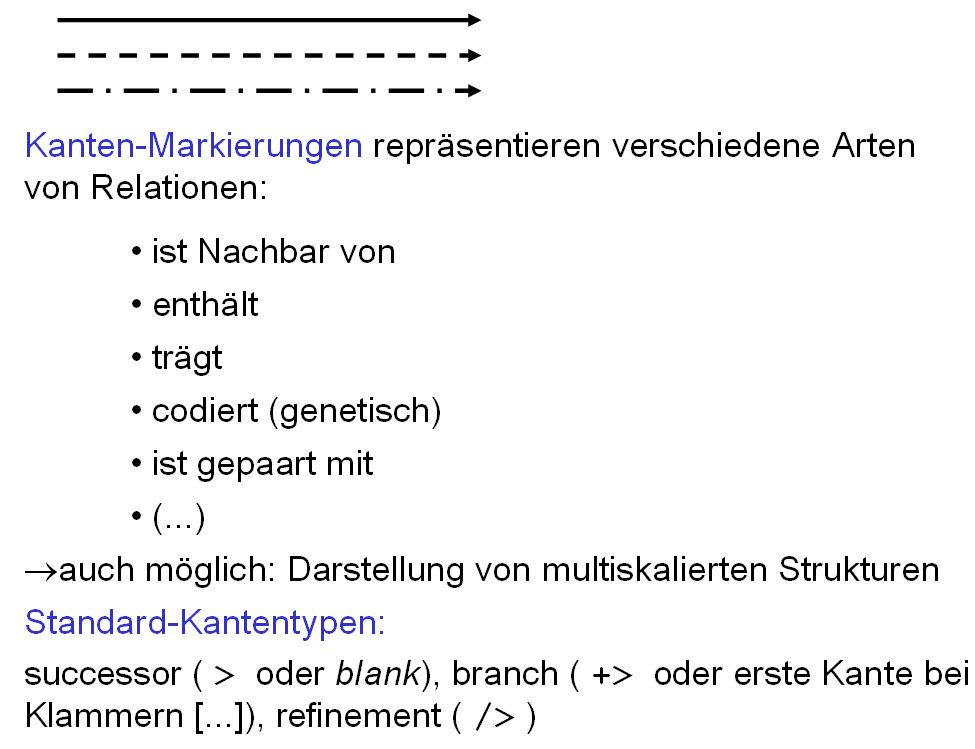 Kanten-Markierungen repräsentieren verschiedene Arten
von Relationen:
• ist Nachbar von
• enthält
• trägt
• codiert (genetisch)
• ist gepaart mit
• (...)
→auch möglich: Darstellung von multiskalierten Strukturen
Standard-Kantentypen:
successor ( > oder blank), branch ( +> oder erste Kante bei
Klammern [...]), refinement ( /> )